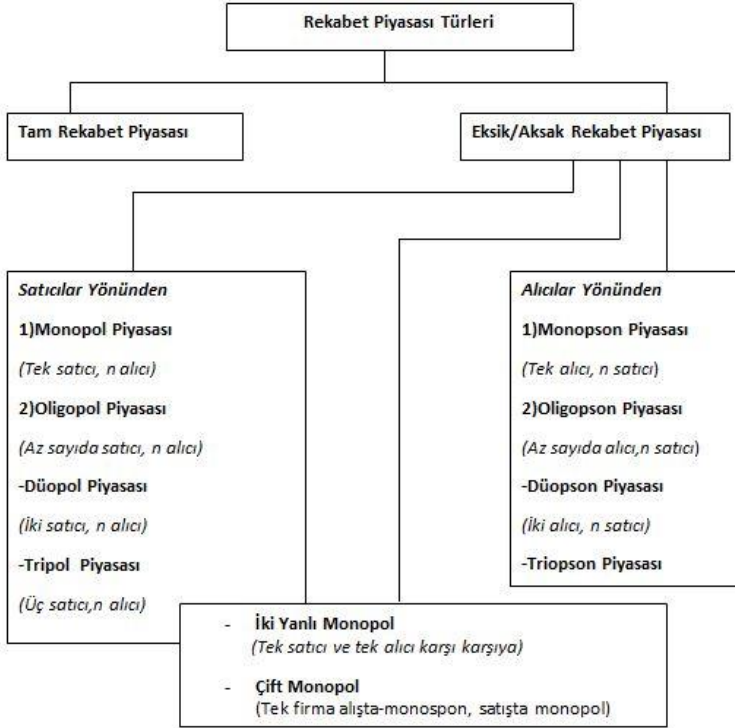 Rekabet Piyasası Türleri
Tam Rekabet Piyasası
Eksik/Aksak Rekabet Piyasası
Satıcılar Yönünden
1)Monopol Piyasası
(Tek satıcı, n alıcı)
2)Oligopol Piyasası
(Az sayıda satıcı, n alıcı)
-Düopol Piyasası
(İki satıcı, n alıcı)
-Tripol Piyasası
(Üç satıcı,n alıcı)
Alıcılar Yönünden
1)Monopson Piyasası
(Tek alıcı, n satıcı)
2)Oligopson Piyasası
(Az sayıda alıcı,n satıcı)
-Düopson Piyasası
(İki alıcı, n satıcı)
-Triopson Piyasası
- İki Yanlı Monopol
(Tek satıcı ve tek alıcı karşı karşıya)
- Çift Monopol
(Tek firma alışta-monospon, satışta monopol)